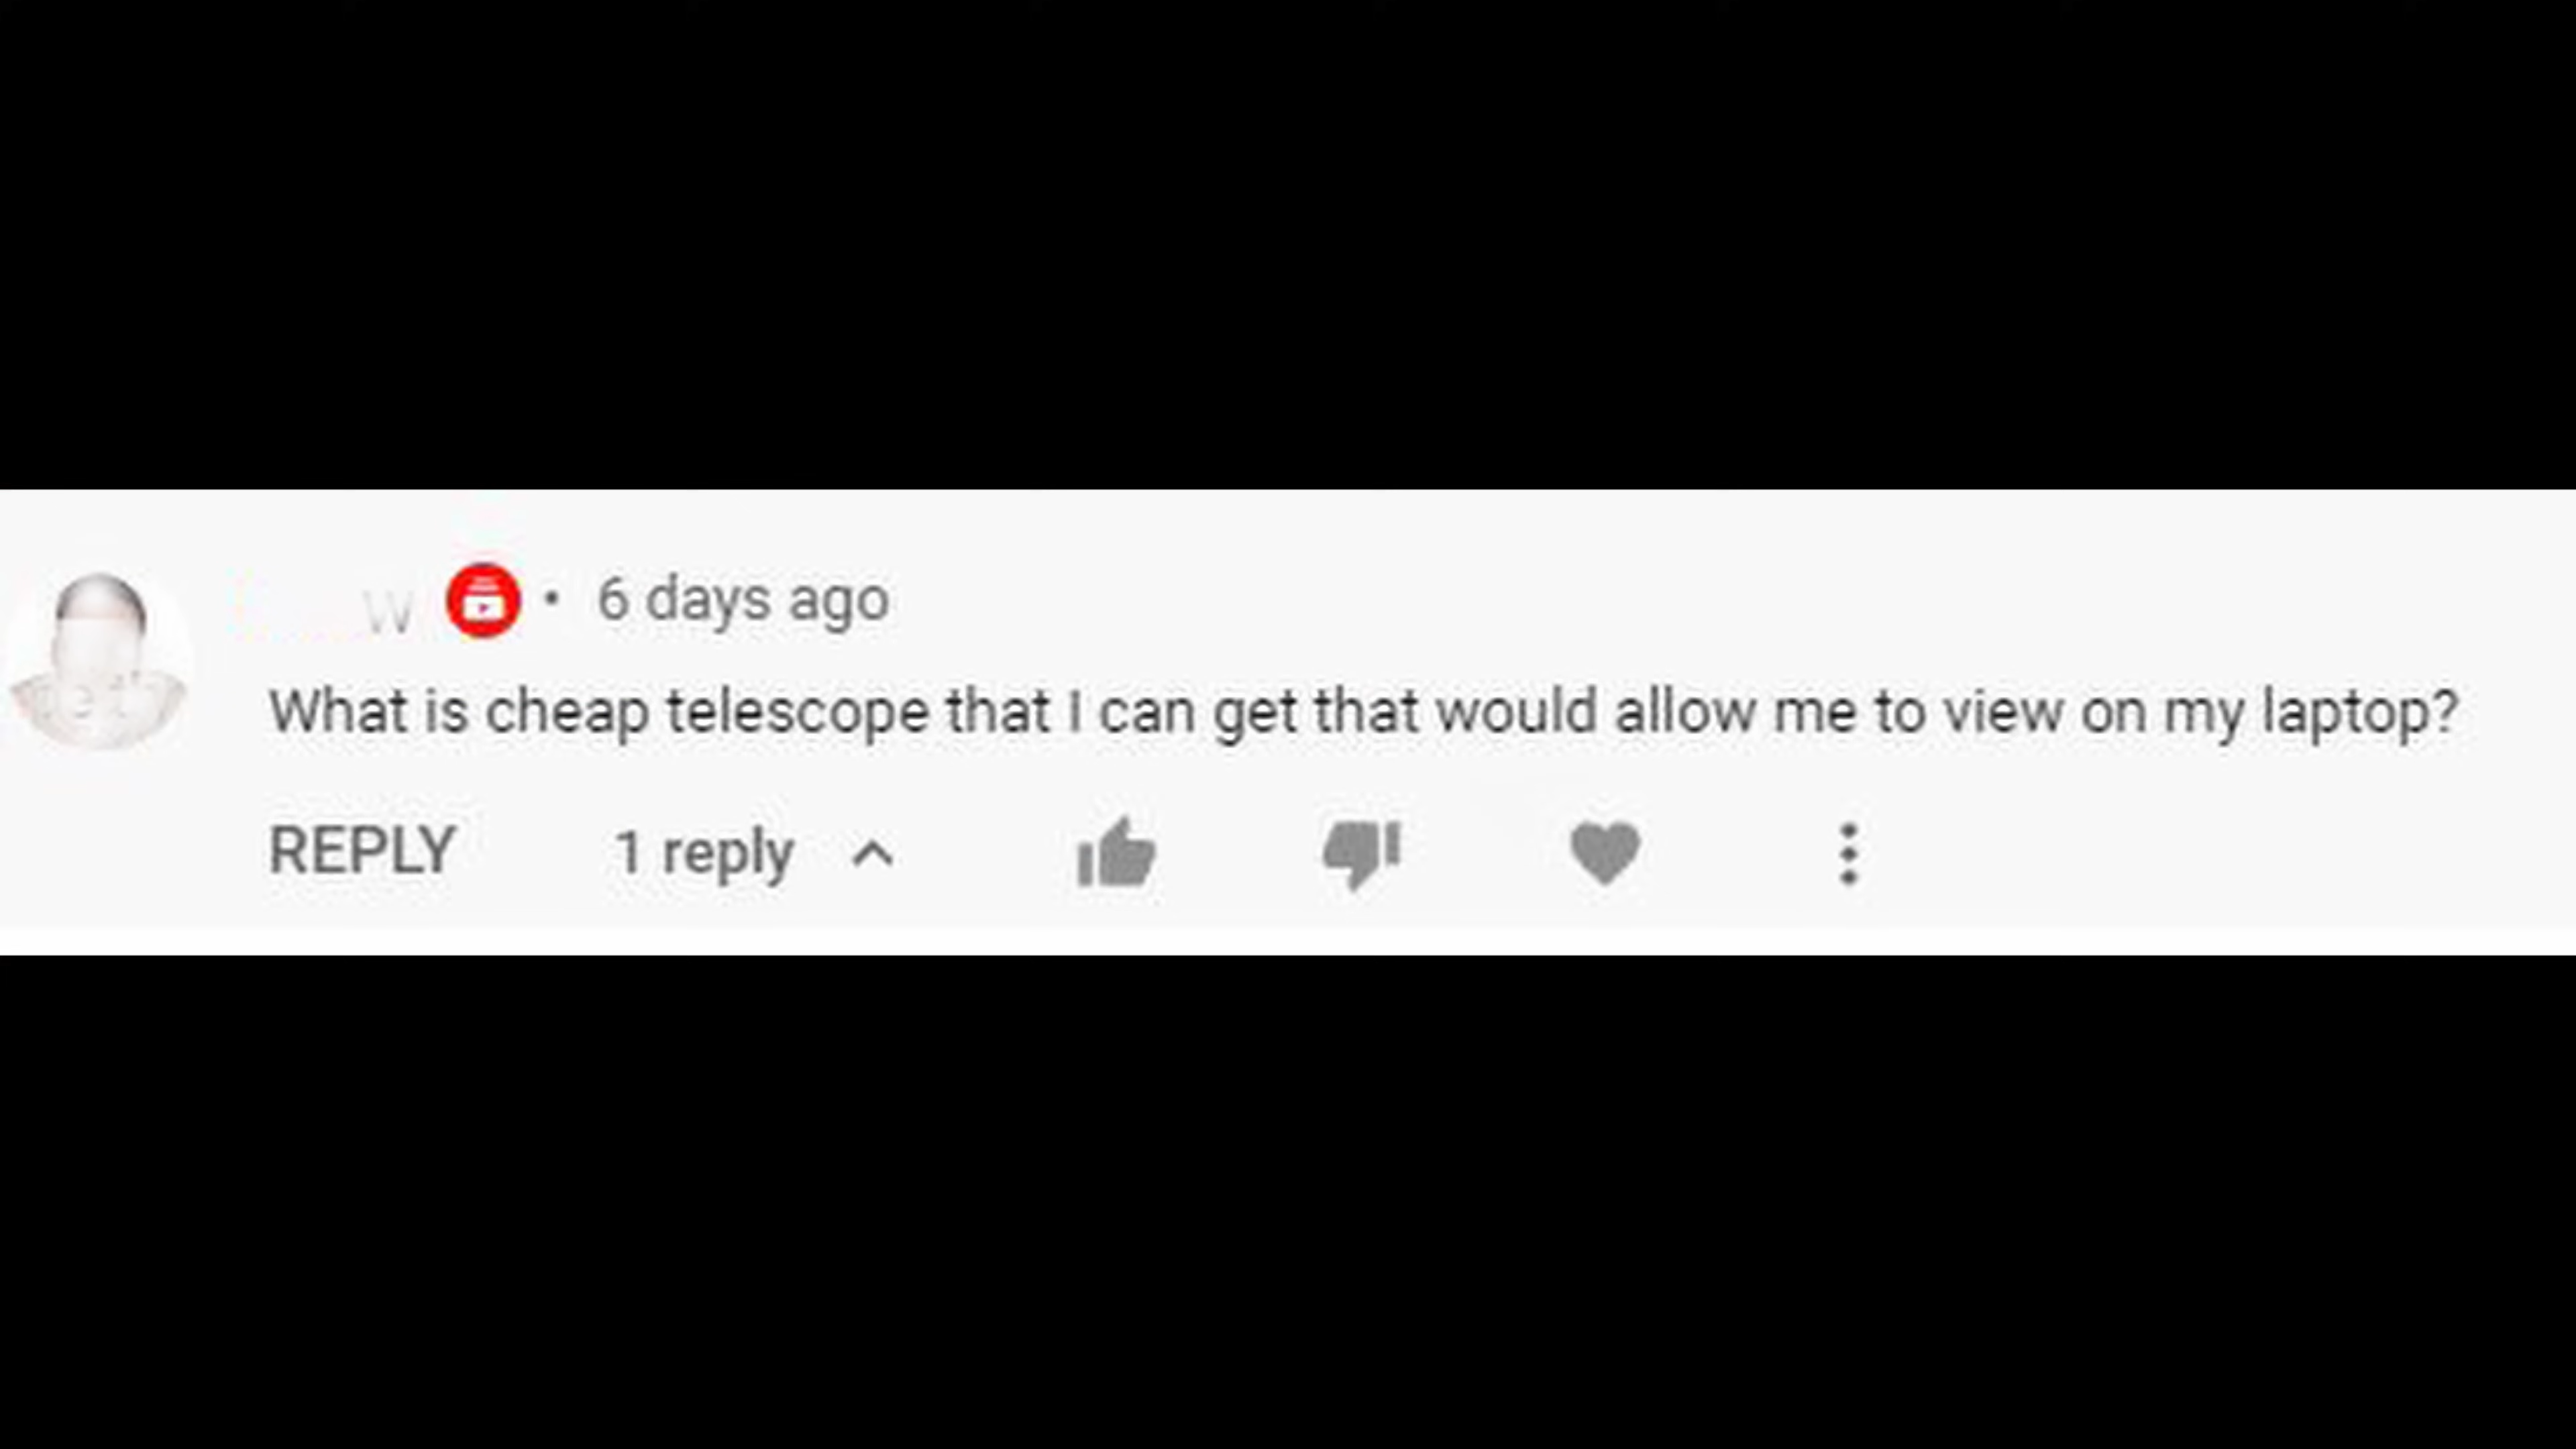 W • 6 days ago
What is cheap telescope that I can get that would allow me to view on my laptop?
REPLY 1 reply